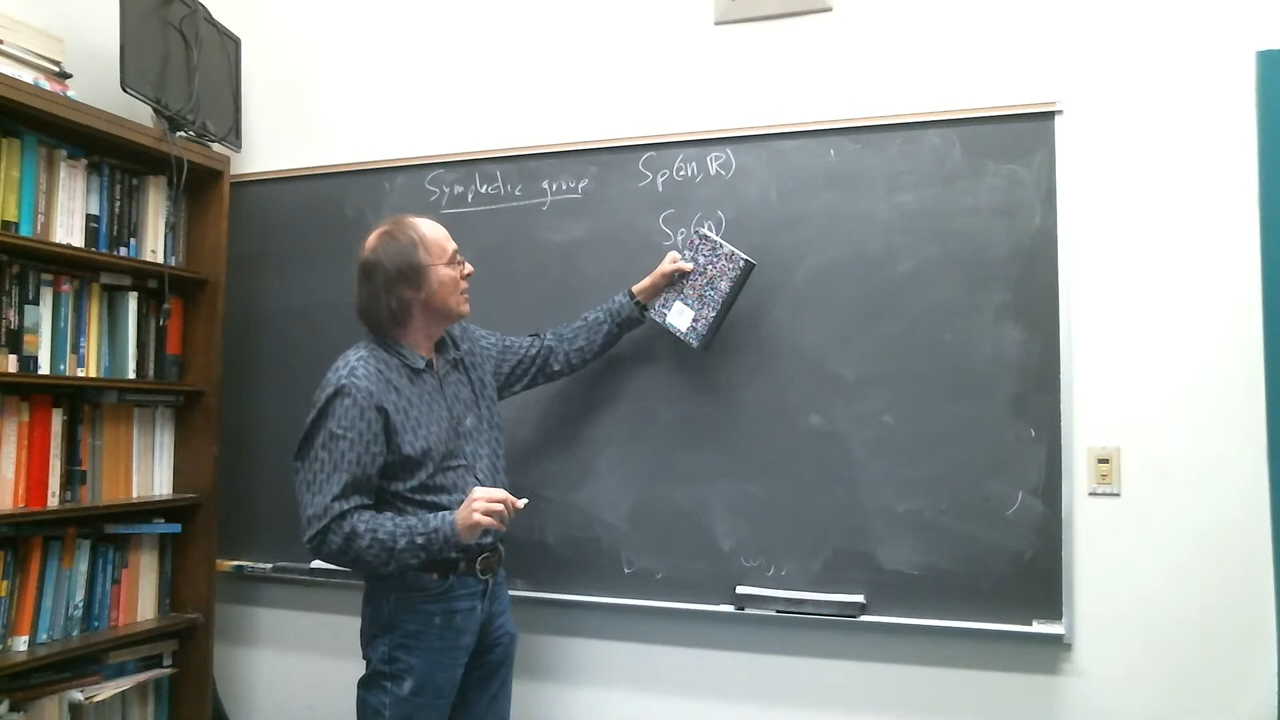 Symplectic group
Sp(2n, ℝ)
Sp(n)